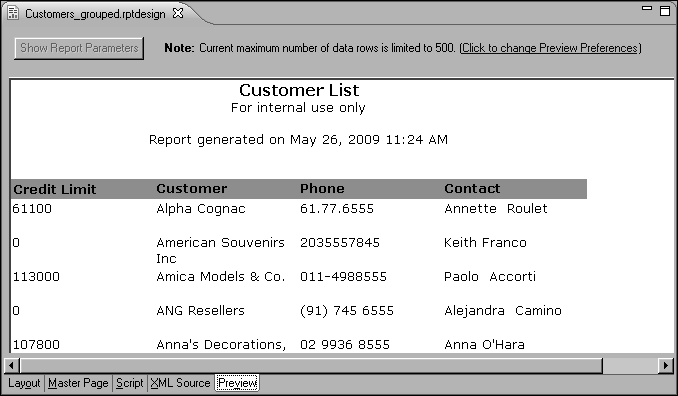 Customers_grouped.rptdesign
Show Report Parameters Note: Current maximum number of data rows is limited to 500. (Click to change Preview Preferences)
Customer List
For internal use only
Report generated on May 26, 2009 11:24 AM
Credit Limit Customer Phone Contact
61100 Alpha Cognac 61.77.6555 Annette Roulet
0 American Souvenirs 2035557845 Keith Franco
Inc
113000 Amica Models & Co. 011-4988555 Paolo Accorti
0 ANG Resellers (91) 745 6555 Alejandra Camino
107800 Anna's Decorations, 02 9936 8555 Anna O'Hara
Layout Master Page Script XML Source Preview